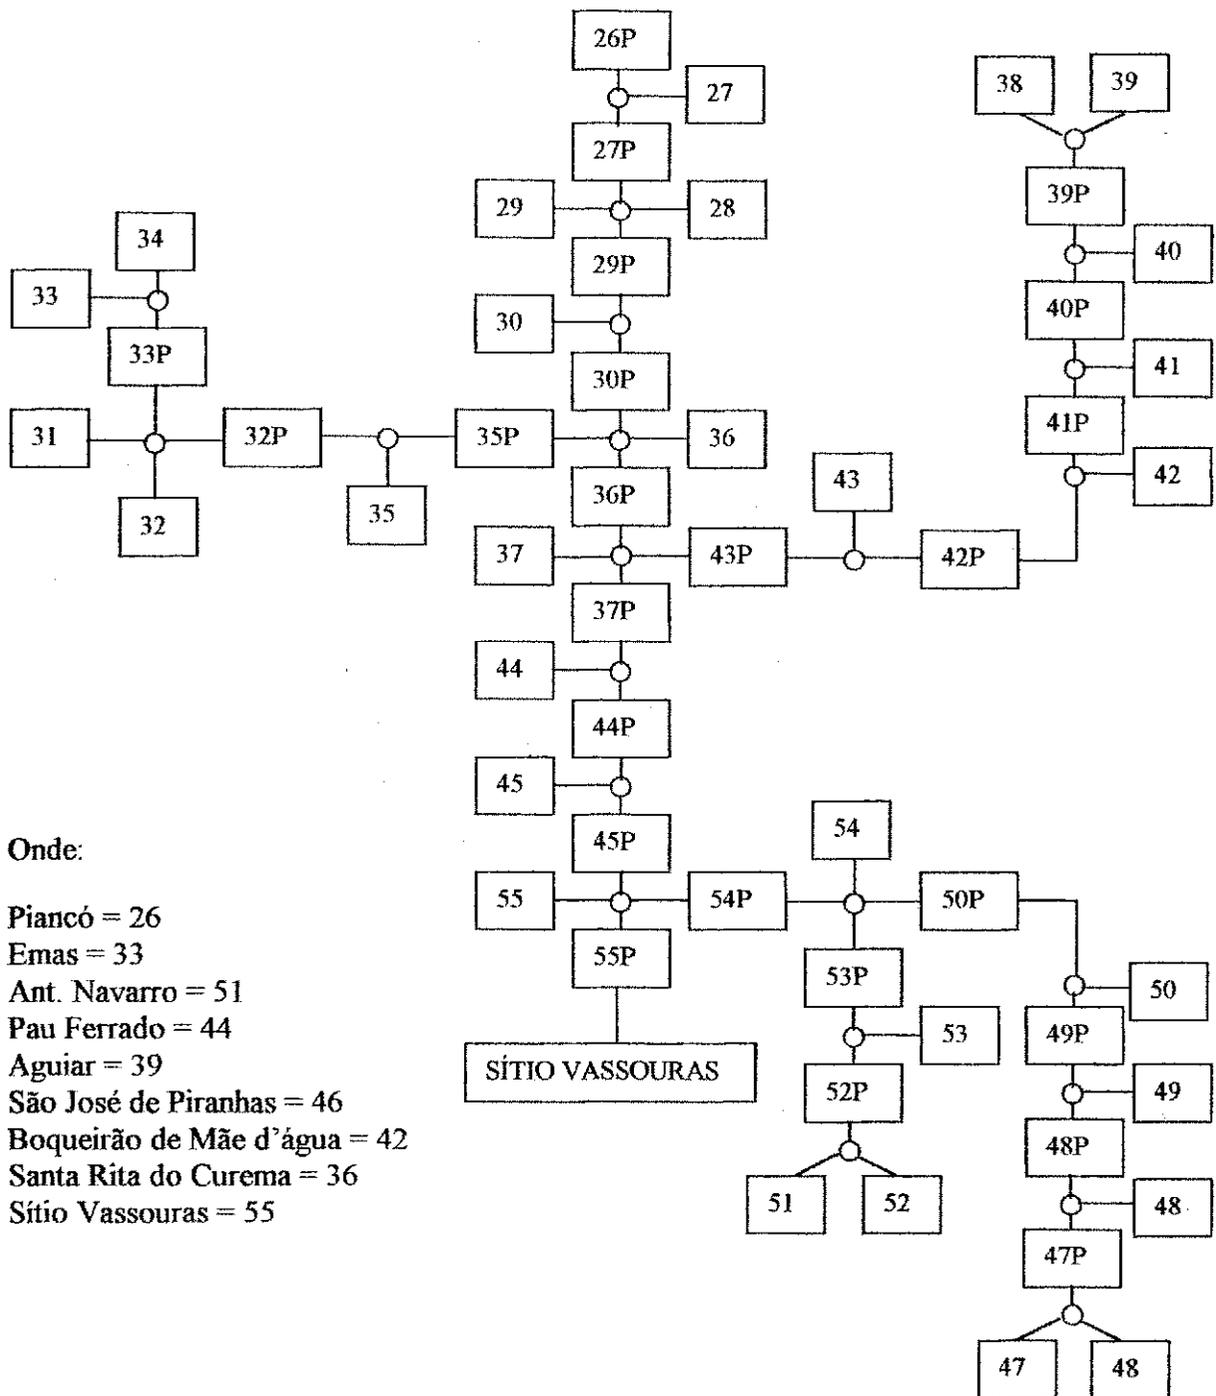 26P
38
39
27
27P
39P
29
28
34
40
29P
33
40P
30
33P
41
30P
41P
31
32P
35P
36
42
43
36P
35
32
37
43P
42P
37P
44
44P
45
54
45P
Onde:
55
54P
50P
Piancó = 26
Emas = 33
55P
53P
50
Ant. Navarro = 51
Pau Ferrado = 44
53
49P
Aguiar = 39
SÍTIO VASSOURAS
52P
49
São José de Piranhas = 46
Boqueirão de Mãe d'água = 42
48P
Santa Rita do Curema = 36
51
52
48
Sítio Vassouras = 55
47P
47
48